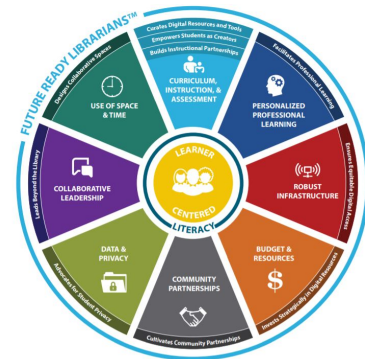 FUTURE READY LIBRARIANS™
Curates Digital Resources and Tools
Empowers Students as Creators
Builds Instructional Partnerships
CURRICULUM,
INSTRUCTION, &
ASSESSMENT
Facilitates Professional Learning
PERSONALIZED
PROFESSIONAL
LEARNING
Ensures Equitable Digital Access
ROBUST
INFRASTRUCTURE
Invests Strategically in Digital Resources
BUDGET &
RESOURCES
$
Cultivates Community Partnerships
COMMUNITY
PARTNERSHIPS
Advocates for Student Privacy
DATA &
PRIVACY
Leads Beyond the Library
COLLABORATIVE
LEADERSHIP
Designs Collaborative Spaces
USE OF SPACE
& TIME
LEARNER
CENTERED
LITERACY